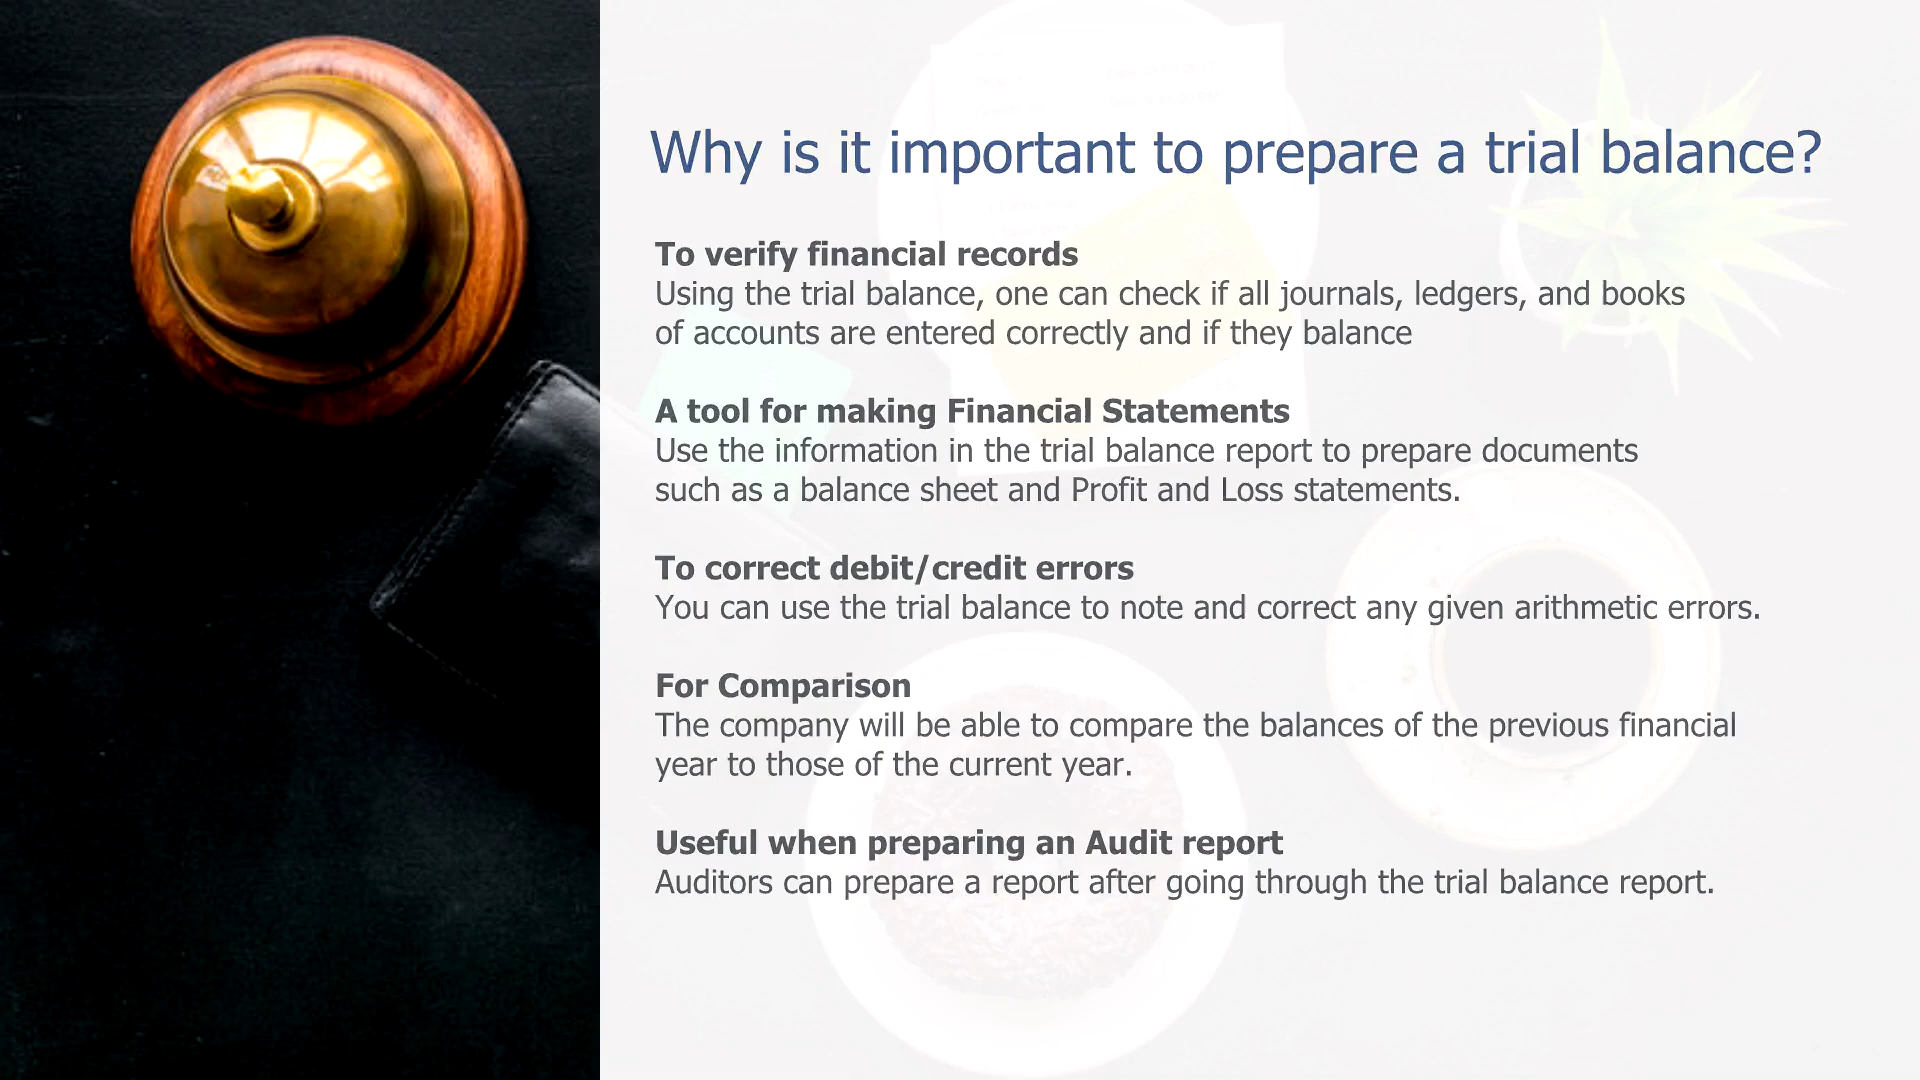 Why is it important to prepare a trial balance?
To verify financial records
Using the trial balance, one can check if all journals, ledgers, and books
of accounts are entered correctly and if they balance
A tool for making Financial Statements
Use the information in the trial balance report to prepare documents
such as a balance sheet and Profit and Loss statements.
To correct debit/credit errors
You can use the trial balance to note and correct any given arithmetic errors.
For Comparison
The company will be able to compare the balances of the previous financial
year to those of the current year.
Useful when preparing an Audit report
Auditors can prepare a report after going through the trial balance report.